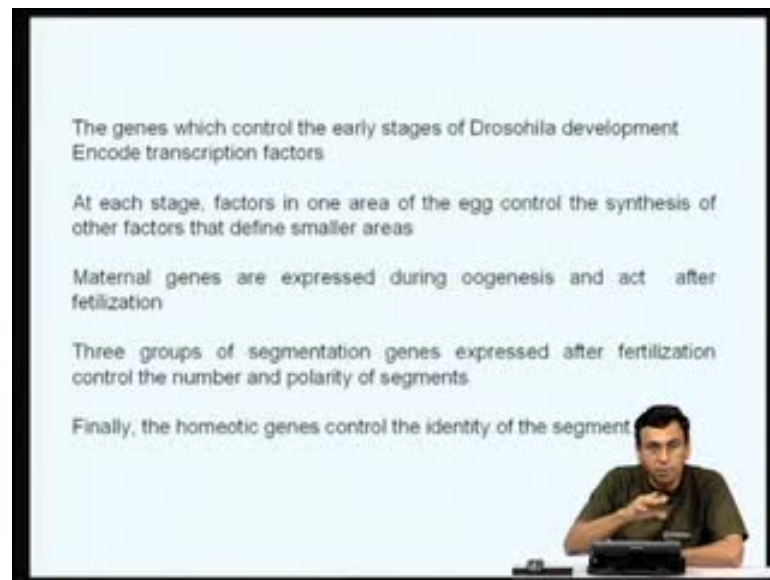 The genes which control the early stages of Drosohila development
Encode transcription factors
At each stage, factors in one area of the egg control the synthesis of
other factors that define smaller areas
Maternal genes are expressed during oogenesis and act after
fetilization
Three groups of segmentation genes expressed after fertilization
control the number and polarity of segments
Finally, the homeotic genes control the identity of the segment